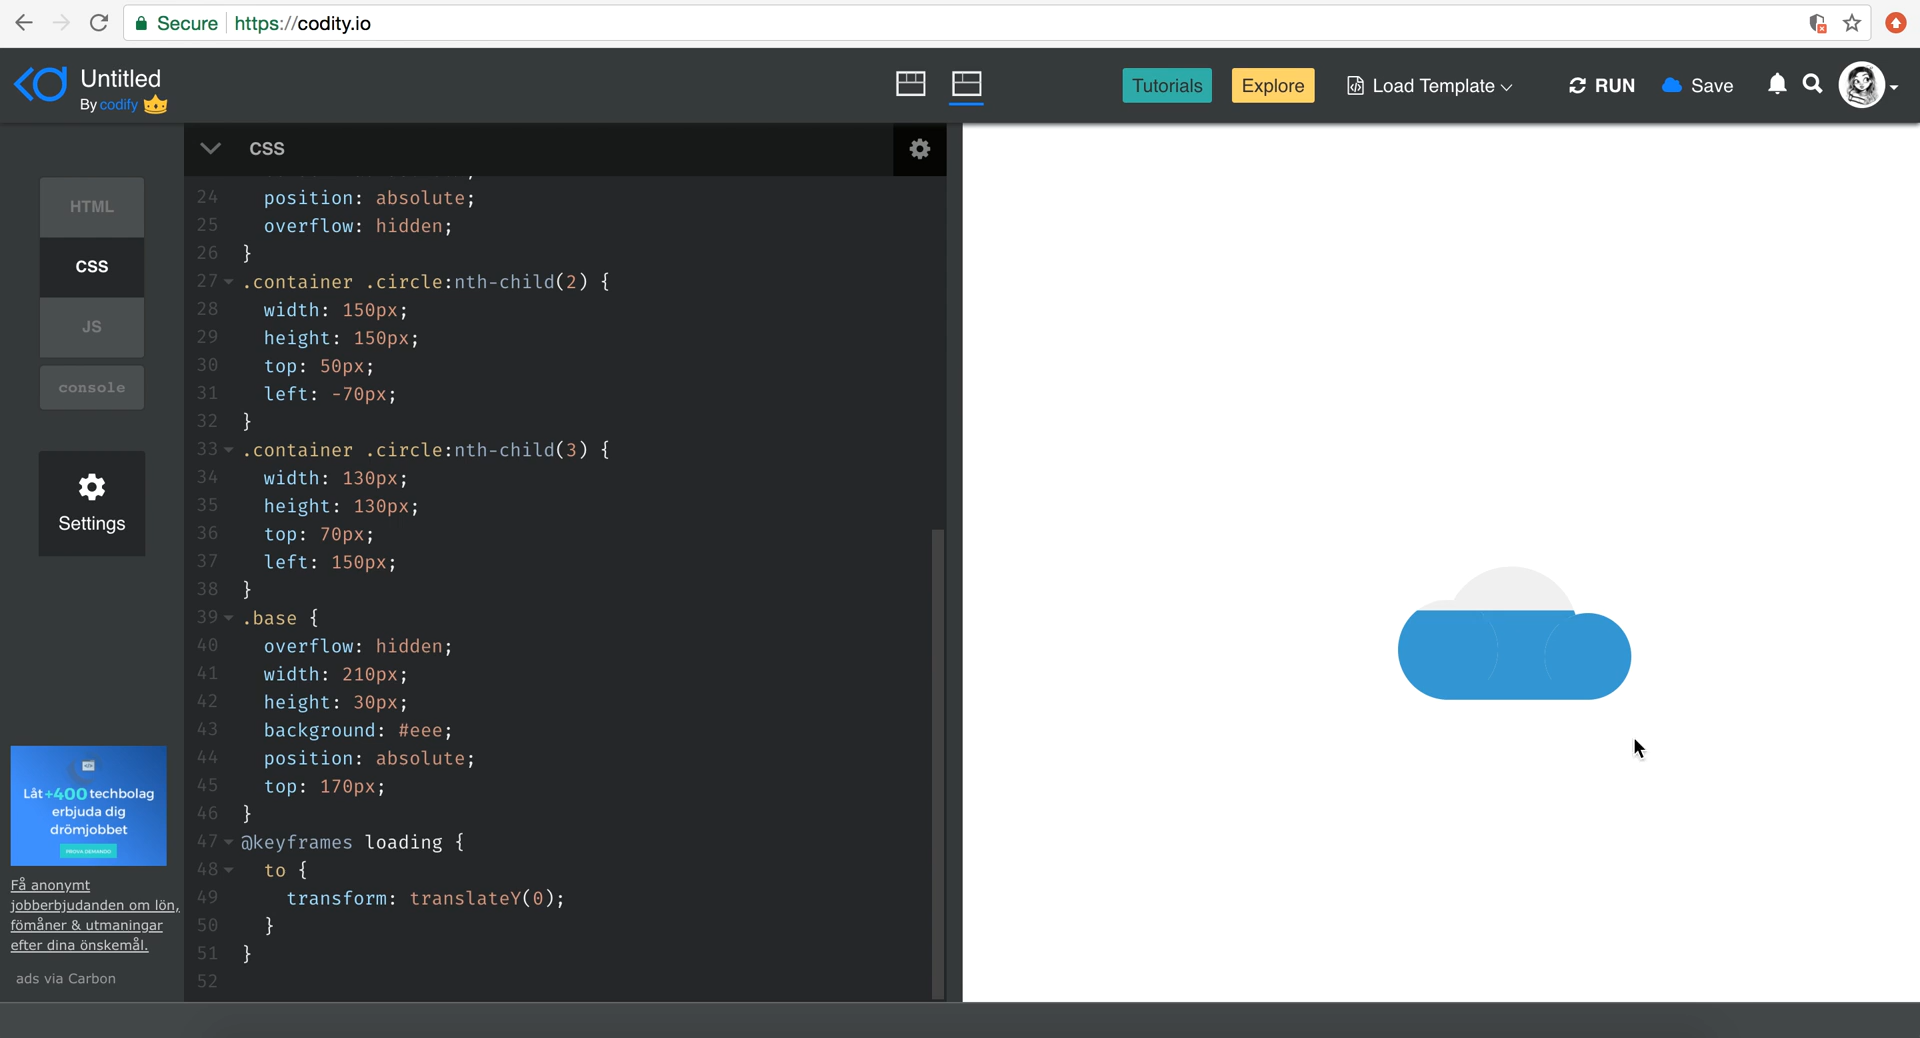 Secure https://codity.io
Untitled
By codify
Tutorials
Explore
Load Template
RUN
Save
HTML
CSS
JS
console
Settings
Låt +400 techbolag
erbjuda dig
drömjobbet
PROVA DEMANDO
Få anonymt
jobberbjudanden om lön,
fömåner & utmaningar
efter dina önskemål.
ads via Carbon
CSS
24 position: absolute;
25 overflow: hidden;
26 }
27 .container .circle:nth-child(2) {
28 width: 150px;
29 height: 150px;
30 top: 50px;
31 left: -70px;
32 }
33 .container .circle:nth-child(3) {
34 width: 130px;
35 height: 130px;
36 top: 70px;
37 left: 150px;
38 }
39 .base {
40 overflow: hidden;
41 width: 210px;
42 height: 30px;
43 background: #eee;
44 position: absolute;
45 top: 170px;
46 }
47 @keyframes loading {
48 to {
49 transform: translateY(0);
50 }
51 }
52